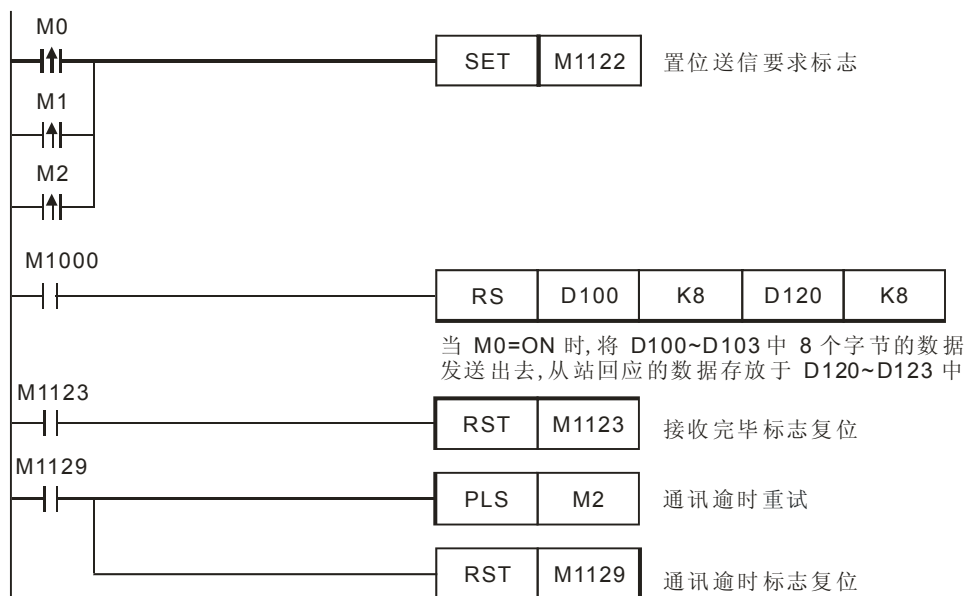 M0
SET M1122 置位送信要求标志
M1
M2
M1000
RS D100 K8 D120 K8
当 M0=ON 时,将 D100~D103 中 8 个字节的数据
发送出去,从站回应的数据存放于 D120~D123 中
M1123
RST M1123 接收完毕标志复位
M1129
PLS M2 通讯逾时重试
RST M1129 通讯逾时标志复位